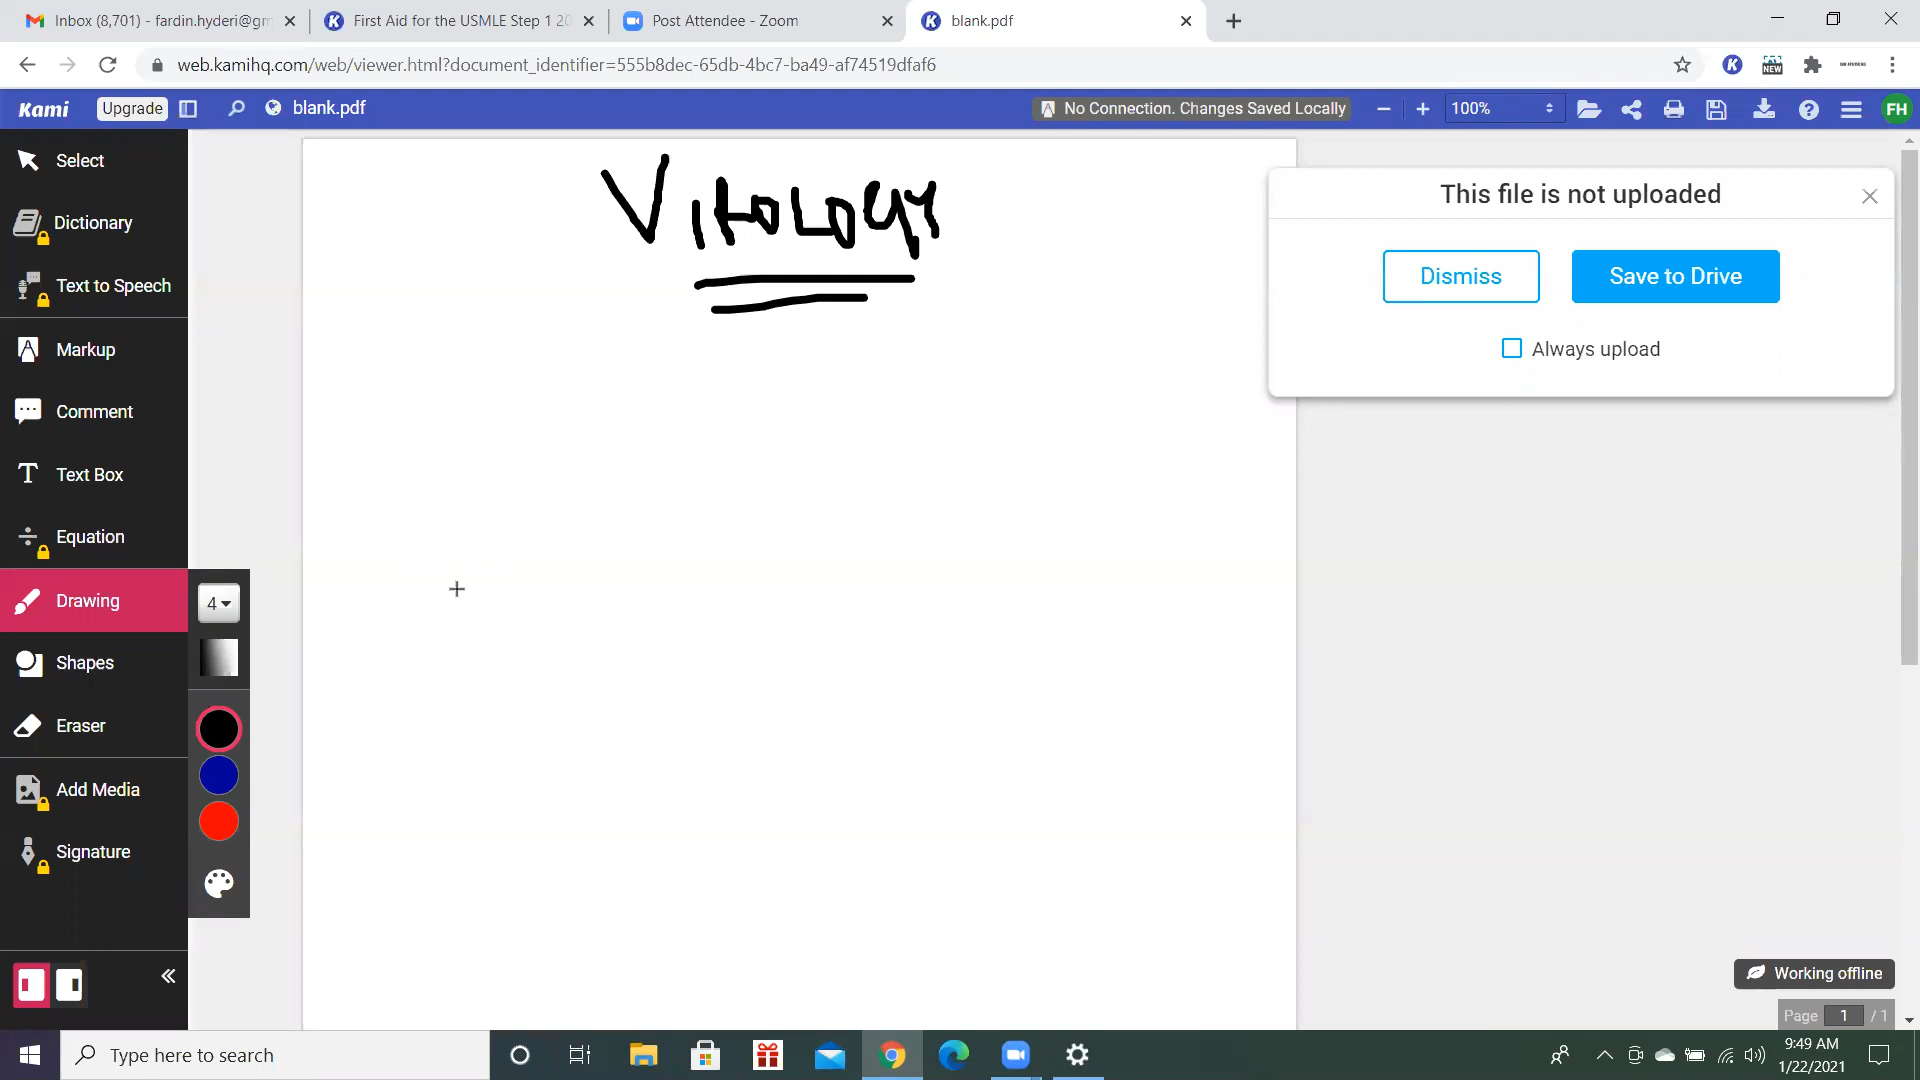 Inbox (8,701) - fardin.hyderi@gm
First Aid for the USMLE Step 1 20
Post Attendee - Zoom
blank.pdf
web.kamihq.com/web/viewer.html?document_identifier=555b8dec-65db-4bc7-ba49-af74519dfaf6
NEW
Kami
Upgrade
blank.pdf
No Connection. Changes Saved Locally
100%
FH
Select
Dictionary
Text to Speech
Markup
Comment
Text Box
Equation
Drawing
Shapes
Eraser
Add Media
Signature
4
Virology
This file is not uploaded
Dismiss
Save to Drive
Always upload
Working offline
Page 1 / 1
Type here to search
9:49 AM
1/22/2021